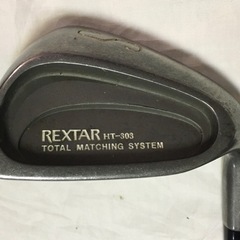 REXTAR HT-303
TOTAL MATCHING SYSTEM